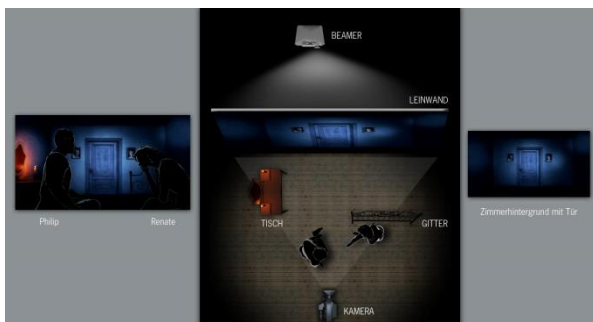 BEAMER
LEINWAND
Philip
Renate
TISCH
GITTER
Zimmerhintergrund mit Tür
KAMERA